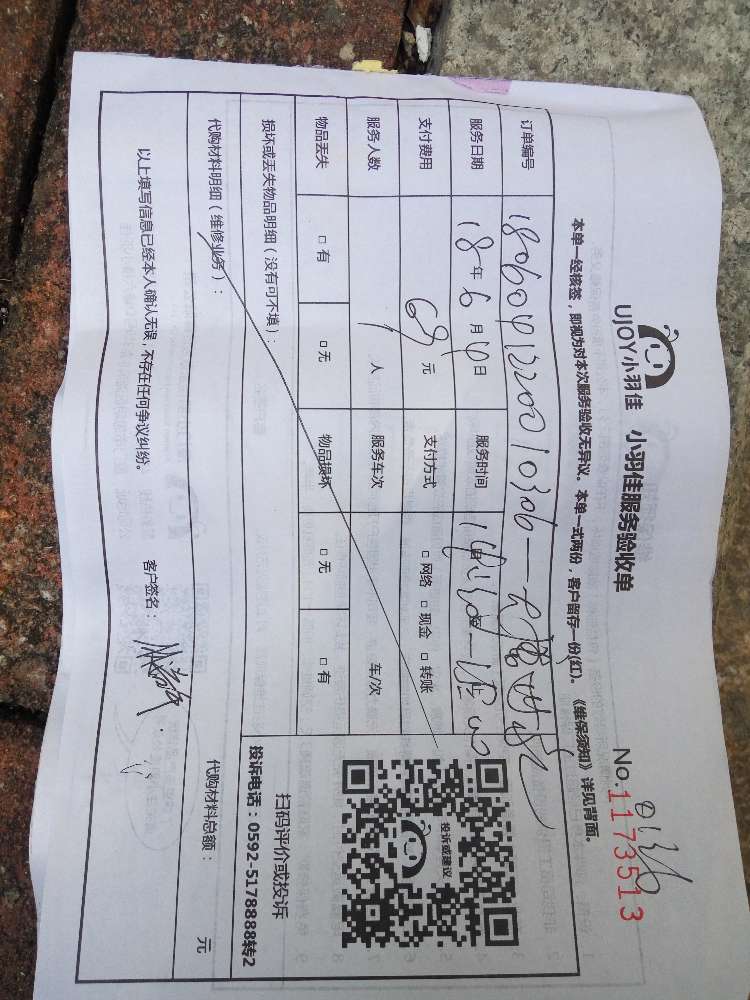 UJOY小羽佳 小羽佳服务验收单
No.1173513
本单一经核签，即视为对本次服务验收无异议。本单一式两份，客户留存一份(红)。《维保须知》详见背面。
订单编号
服务日期 18年6月 日 服务时间
支付费用 元 支付方式 □ 网络 □ 现金 □ 转账
服务人数 人 服务车次 车/次
物品丢失 □ 有 □ 无 物品损坏 □ 无 □ 有
损坏或丢失物品明细（没有可不填）：
代购材料明细（维修业务）： 代购材料总额： 元
投诉或建议
扫码评价或投诉
投诉电话：0592-5178888转2
以上填写信息已经本人确认无误，不存在任何争议纠纷。 客户签名：